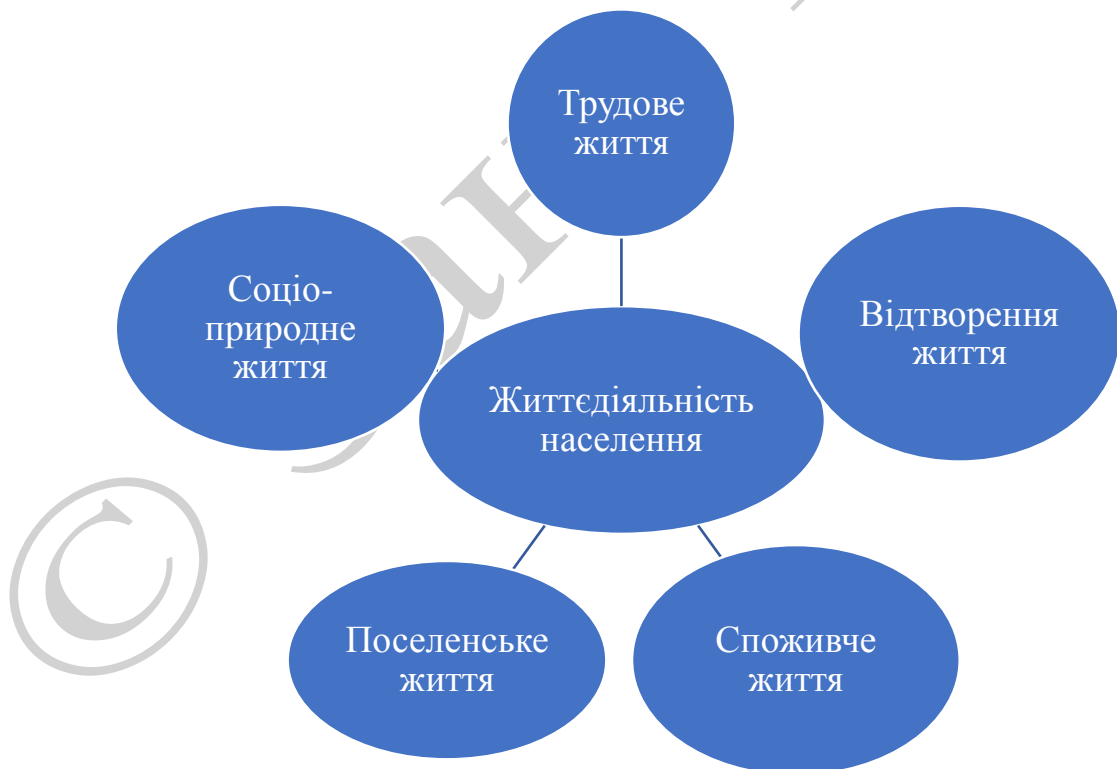 Трудове
життя
Соціо-
природне
життя
Відтворення
життя
Життєдіяльність
населення
Поселенське
життя
Споживче
життя
©